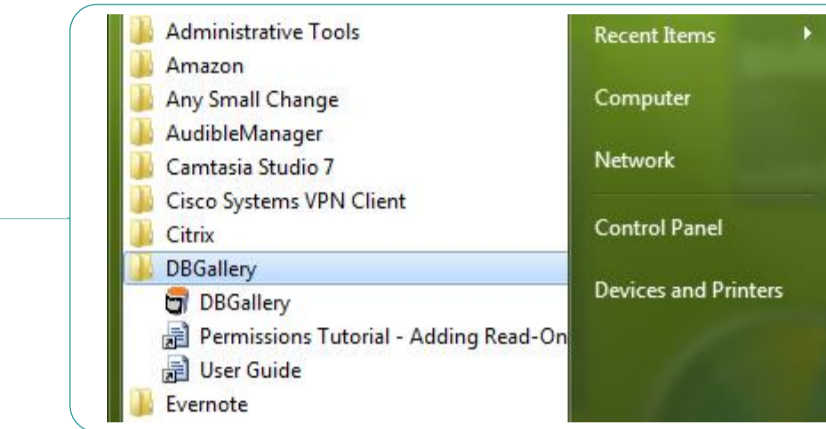 Administrative Tools
Amazon
Any Small Change
AudibleManager
Camtasia Studio 7
Cisco Systems VPN Client
Citrix
DBGallery
DBGallery
Permissions Tutorial - Adding Read-On
User Guide
Evernote
Recent Items
Computer
Network
Control Panel
Devices and Printers